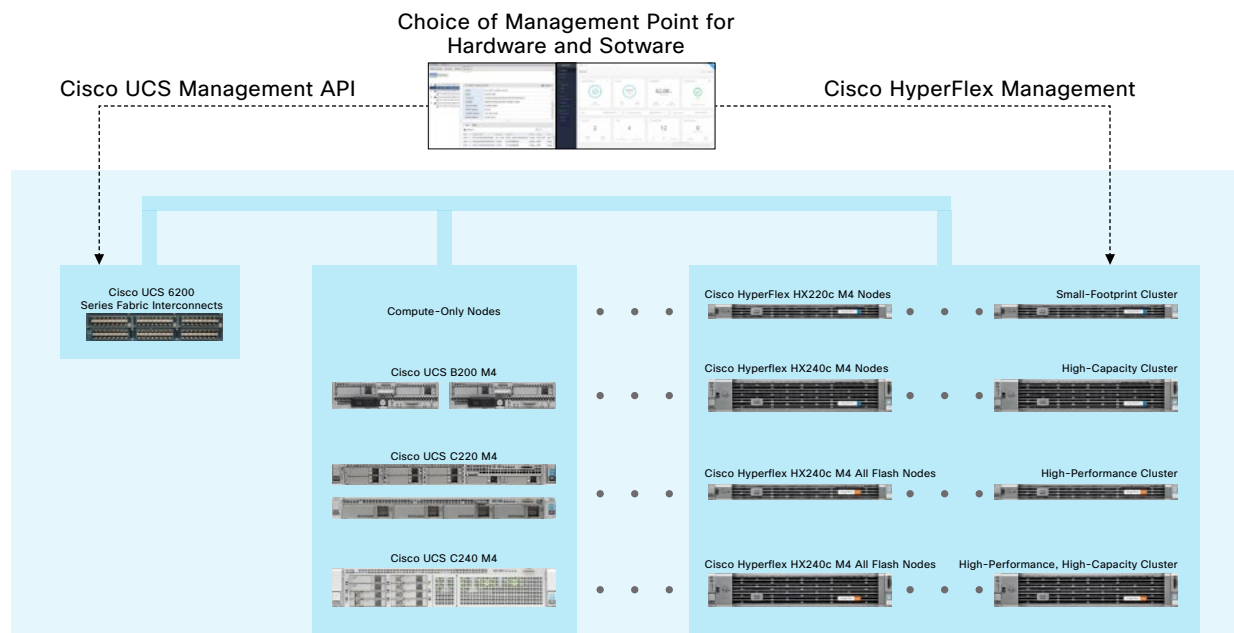 Choice of Management Point for
Hardware and Sotware
Cisco UCS Management API
Cisco HyperFlex Management
Cisco UCS 6200
Series Fabric Interconnects
Compute-Only Nodes
Cisco UCS B200 M4
Cisco UCS C220 M4
Cisco UCS C240 M4
Cisco HyperFlex HX220c M4 Nodes
Small-Footprint Cluster
Cisco Hyperflex HX240c M4 Nodes
High-Capacity Cluster
Cisco Hyperflex HX240c M4 All Flash Nodes
High-Performance Cluster
Cisco Hyperflex HX240c M4 All Flash Nodes
High-Performance, High-Capacity Cluster